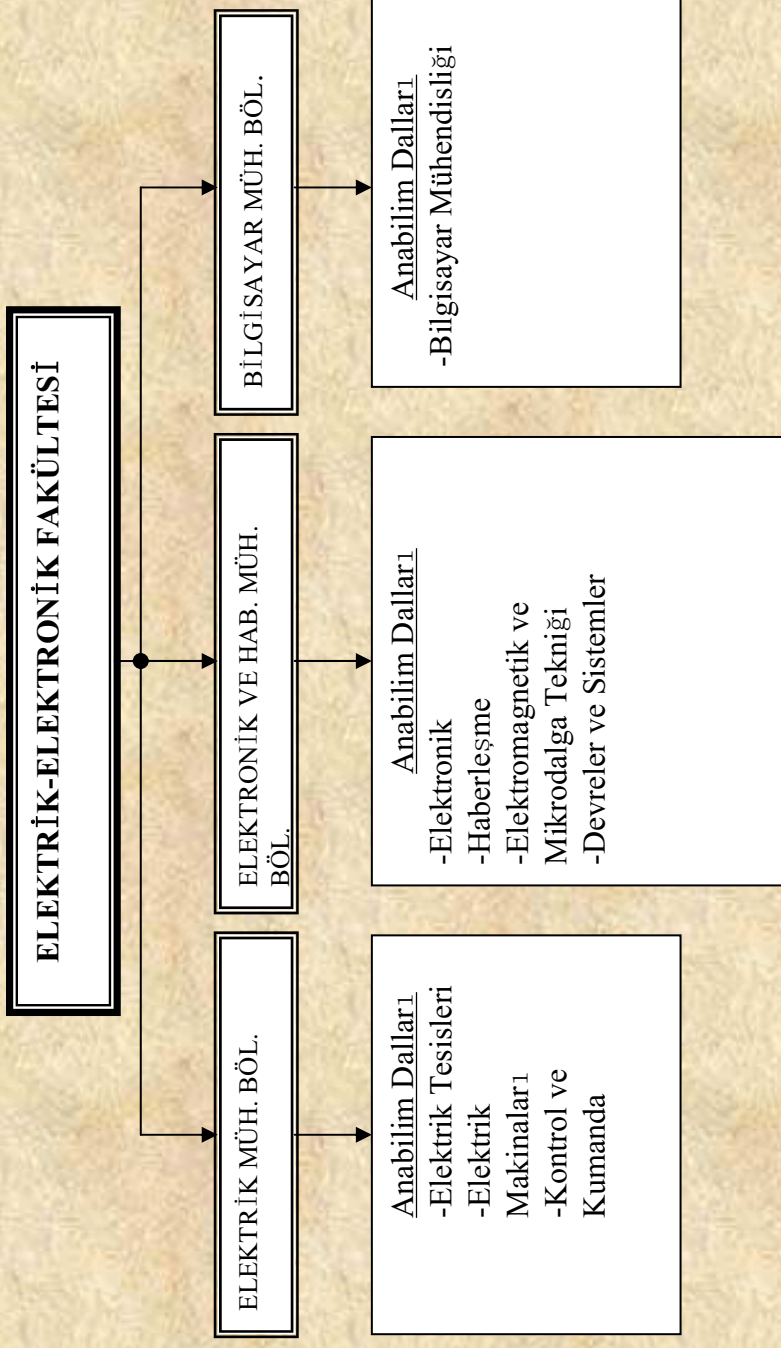 ELEKTRİK-ELEKTRONİK FAKÜLTESİ
ELEKTRİK MÜH. BÖL.
ELEKTRONİK VE HAB. MÜH.
BÖL.
BİLGİSAYAR MÜH. BÖL.
Anabilim Dalları
-Elektrik Tesisleri
-Elektrik
Makinaları
-Kontrol ve
Kumanda
Anabilim Dalları
-Elektronik
-Haberleşme
-Elektromagnetik ve
Mikrodalga Tekniği
-Devreler ve Sistemler
Anabilim Dalları
-Bilgisayar Mühendisliği